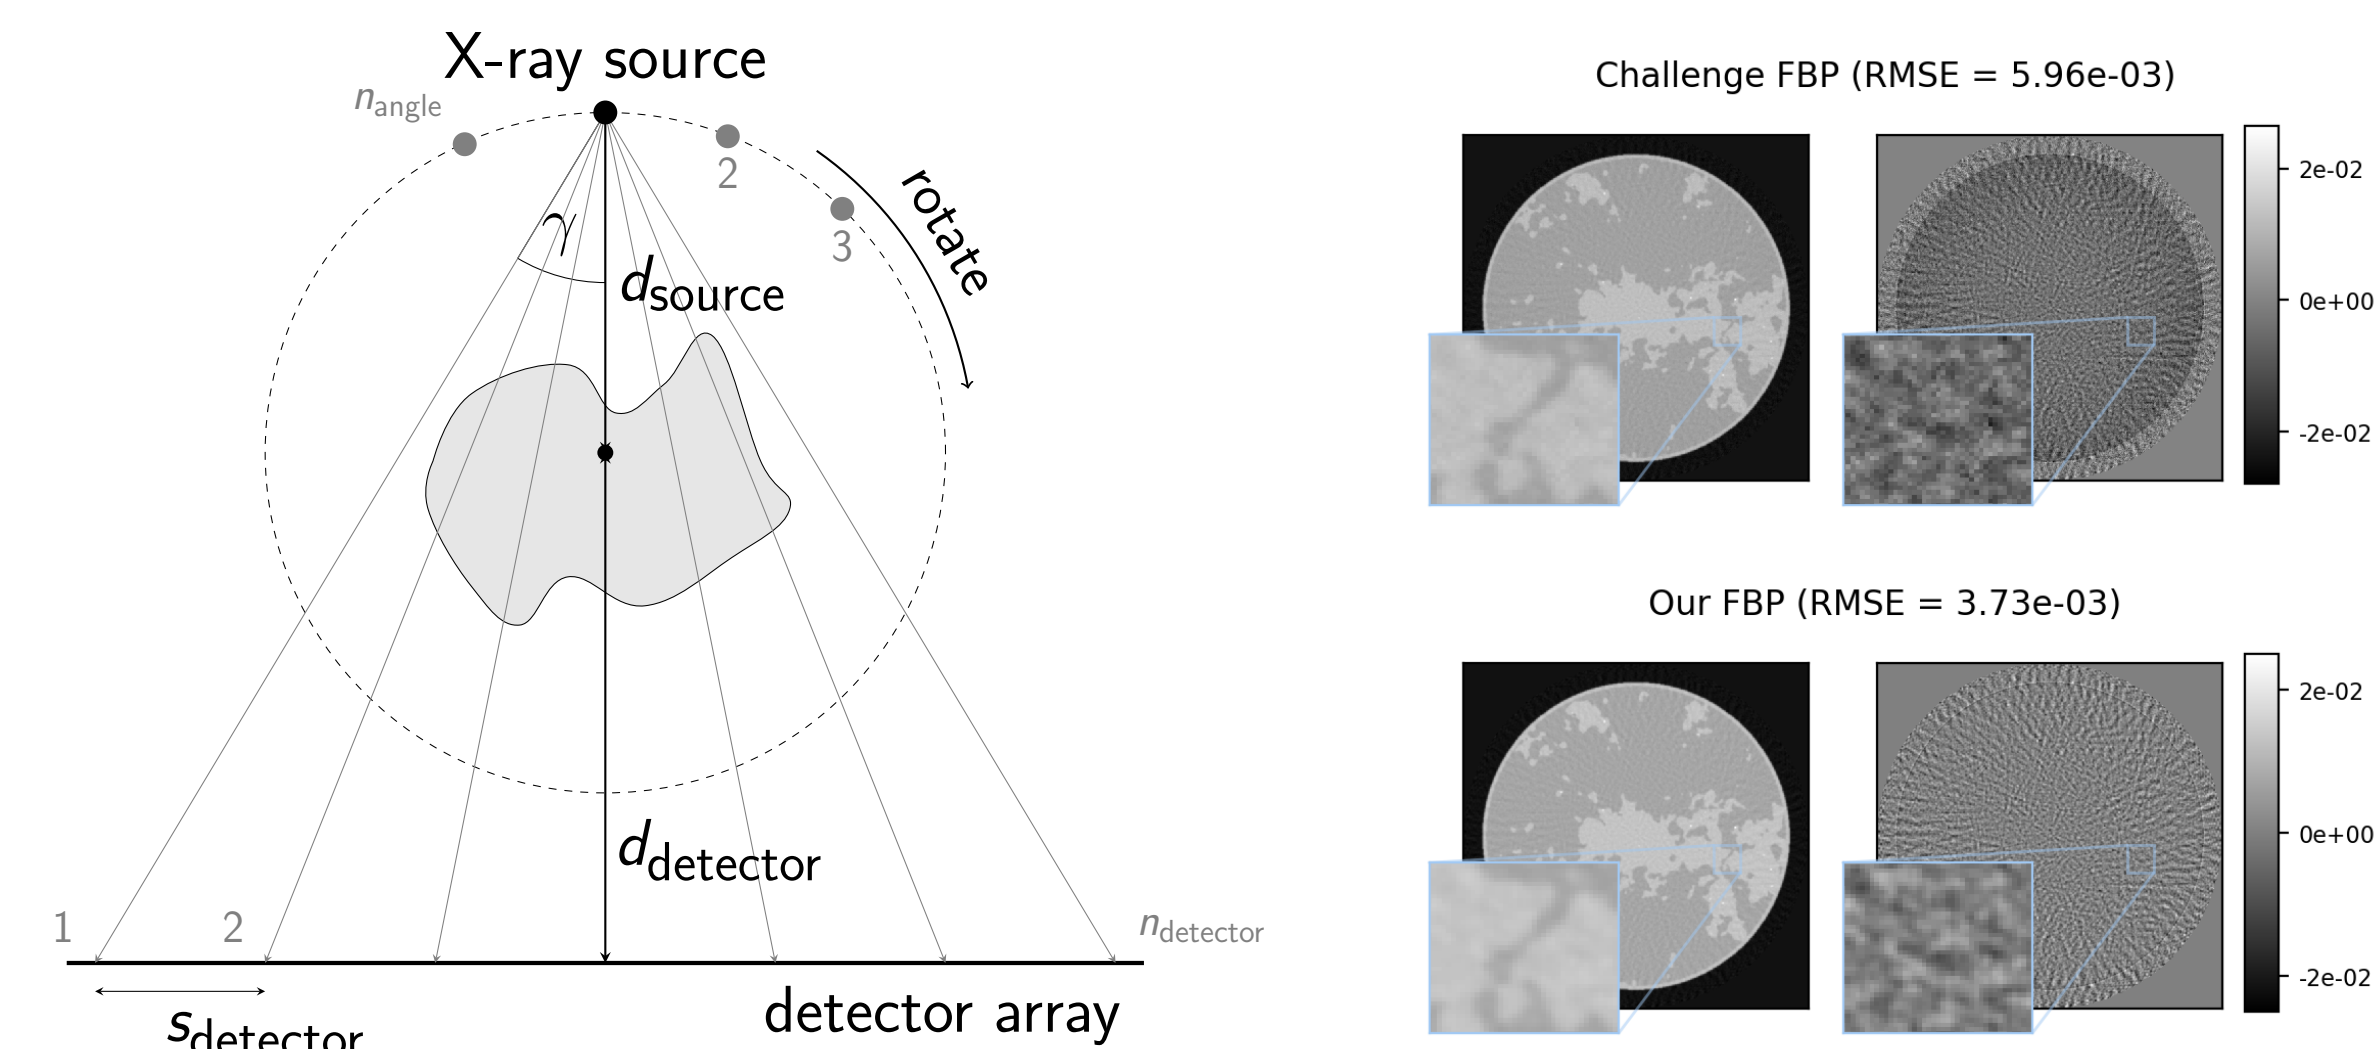 X-ray source
n_angle
2
3
rotate
γ
d_source
d_detector
1
2
n_detector
s_detector
detector array
Challenge FBP (RMSE = 5.96e-03)
2e-02
0e+00
-2e-02
Our FBP (RMSE = 3.73e-03)
2e-02
0e+00
-2e-02